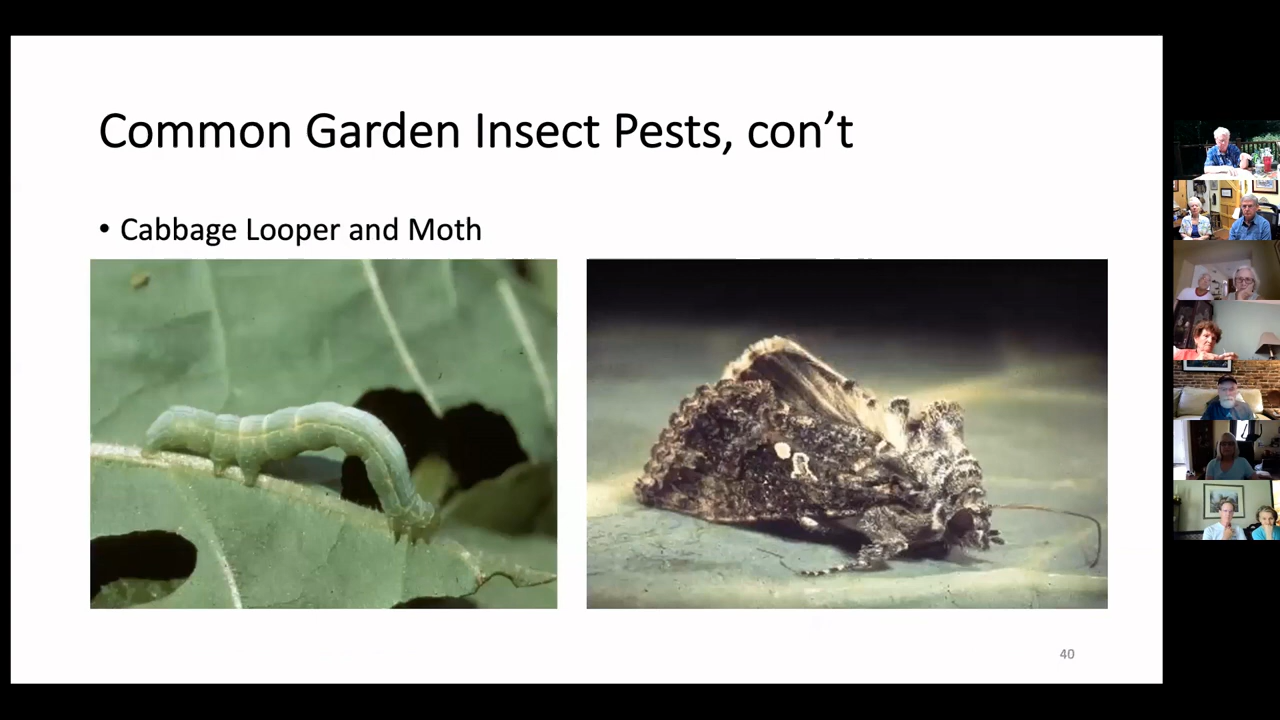 Common Garden Insect Pests, con’t
• Cabbage Looper and Moth
40